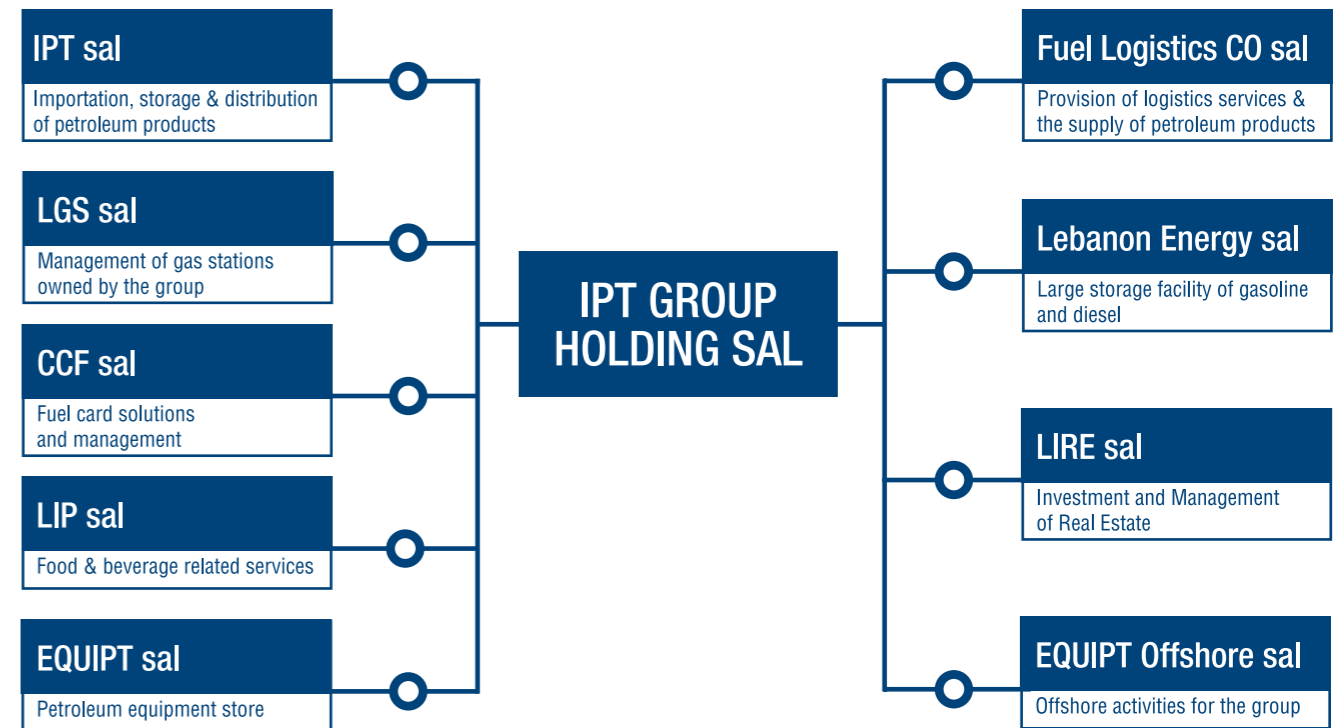 IPT sal
Importation, storage & distribution
of petroleum products
LGS sal
Management of gas stations
owned by the group
CCF sal
Fuel card solutions
and management
LIP sal
Food & beverage related services
EQUIPT sal
Petroleum equipment store
IPT GROUP
HOLDING SAL
Fuel Logistics CO sal
Provision of logistics services &
the supply of petroleum products
Lebanon Energy sal
Large storage facility of gasoline
and diesel
LIRE sal
Investment and Management
of Real Estate
EQUIPT Offshore sal
Offshore activities for the group